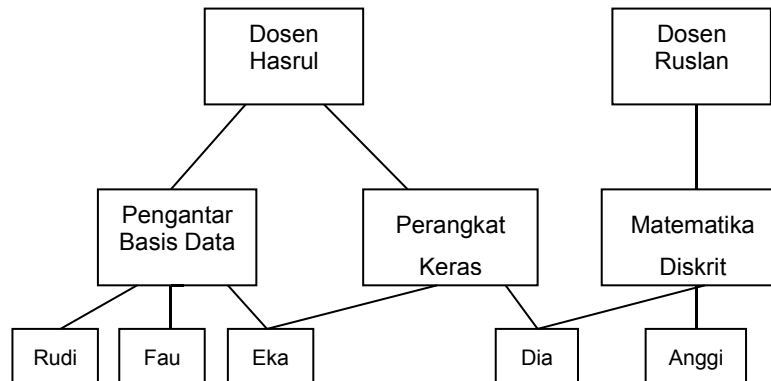 Dosen
Hasrul
Dosen
Ruslan
Pengantar
Basis Data
Perangkat
Keras
Matematika
Diskrit
Rudi
Fau
Eka
Dia
Anggi